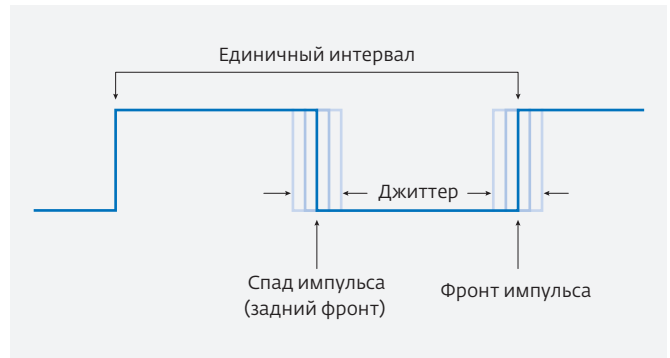 Единичный интервал
Джиттер
Спад импульса
(задний фронт)
Фронт импульса